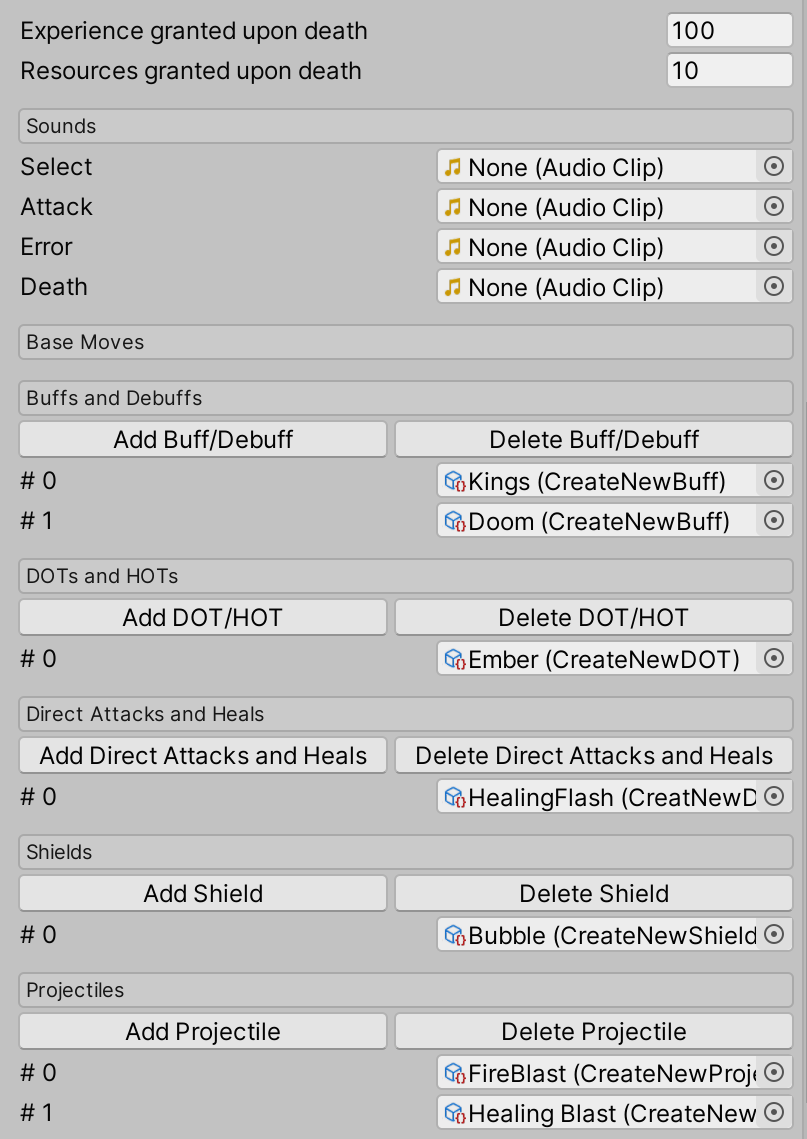 Experience granted upon death 100
Resources granted upon death 10
Sounds
Select None (Audio Clip)
Attack None (Audio Clip)
Error None (Audio Clip)
Death None (Audio Clip)
Base Moves
Buffs and Debuffs
Add Buff/Debuff Delete Buff/Debuff
# 0 Kings (CreateNewBuff)
# 1 Doom (CreateNewBuff)
DOTs and HOTs
Add DOT/HOT Delete DOT/HOT
# 0 Ember (CreateNewDOT)
Direct Attacks and Heals
Add Direct Attacks and Heals Delete Direct Attacks and Heals
# 0 HealingFlash (CreatNewD
Shields
Add Shield Delete Shield
# 0 Bubble (CreateNewShield
Projectiles
Add Projectile Delete Projectile
# 0 FireBlast (CreateNewProje
# 1 Healing Blast (CreateNew